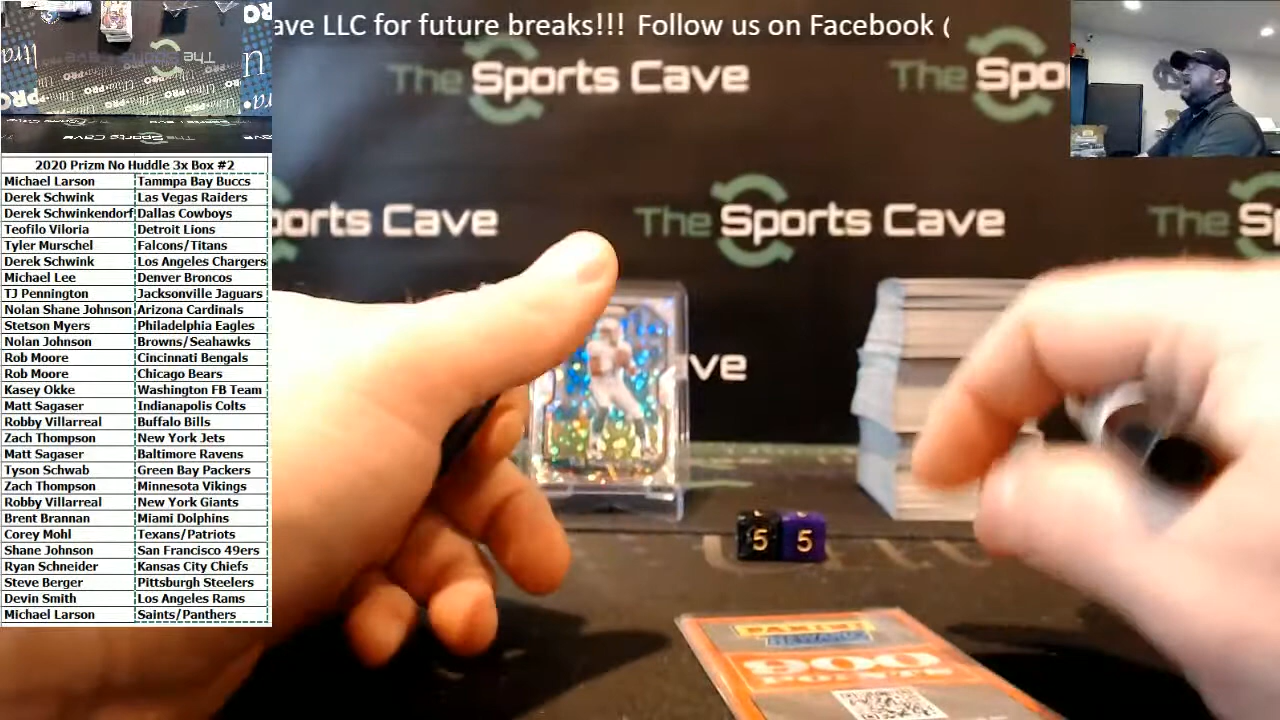 ave LLC for future breaks!!! Follow us on Facebook (
The Sports Cave
The Spo
orts Cave
The Sports Cave
The S
ve
The
Ultra PRO
The Sports Cave
2020 Prizm No Huddle 3x Box #2
Michael Larson Tammpa Bay Buccs
Derek Schwink Las Vegas Raiders
Derek Schwinkendorf Dallas Cowboys
Teofilo Viloria Detroit Lions
Tyler Murschel Falcons/Titans
Derek Schwink Los Angeles Chargers
Michael Lee Denver Broncos
TJ Pennington Jacksonville Jaguars
Nolan Shane Johnson Arizona Cardinals
Stetson Myers Philadelphia Eagles
Nolan Johnson Browns/Seahawks
Rob Moore Cincinnati Bengals
Rob Moore Chicago Bears
Kasey Okke Washington FB Team
Matt Sagaser Indianapolis Colts
Robby Villarreal Buffalo Bills
Zach Thompson New York Jets
Matt Sagaser Baltimore Ravens
Tyson Schwab Green Bay Packers
Zach Thompson Minnesota Vikings
Robby Villarreal New York Giants
Brent Brannan Miami Dolphins
Corey Mohl Texans/Patriots
Shane Johnson San Francisco 49ers
Ryan Schneider Kansas City Chiefs
Steve Berger Pittsburgh Steelers
Devin Smith Los Angeles Rams
Michael Larson Saints/Panthers
5 5
PANINI
REWARDS
900
POINTS